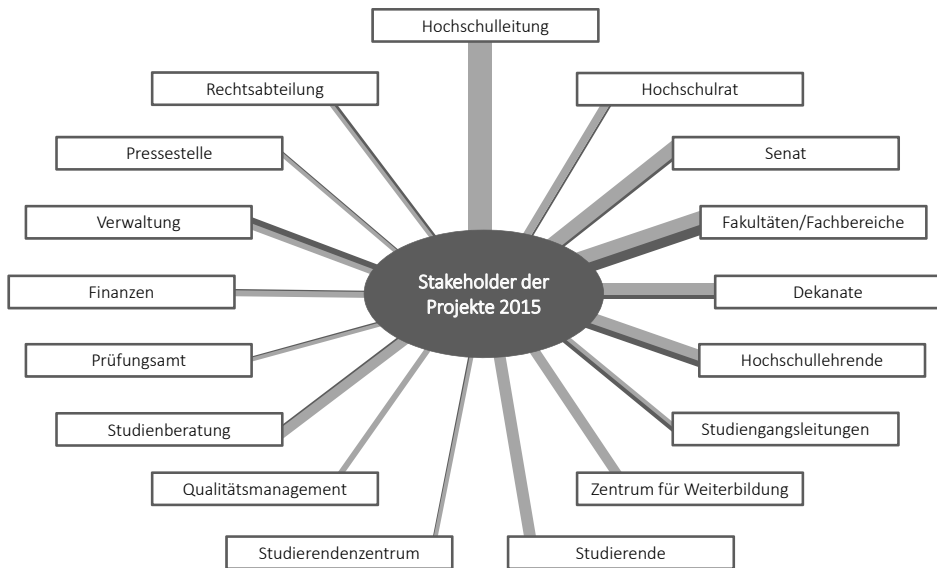 Hochschulleitung
Rechtsabteilung
Hochschulrat
Pressestelle
Senat
Verwaltung
Fakultäten/Fachbereiche
Stakeholder der
Projekte 2015
Finanzen
Dekanate
Prüfungsamt
Hochschullehrende
Studienberatung
Studiengangsleitungen
Qualitätsmanagement
Zentrum für Weiterbildung
Studierendenzentrum
Studierende